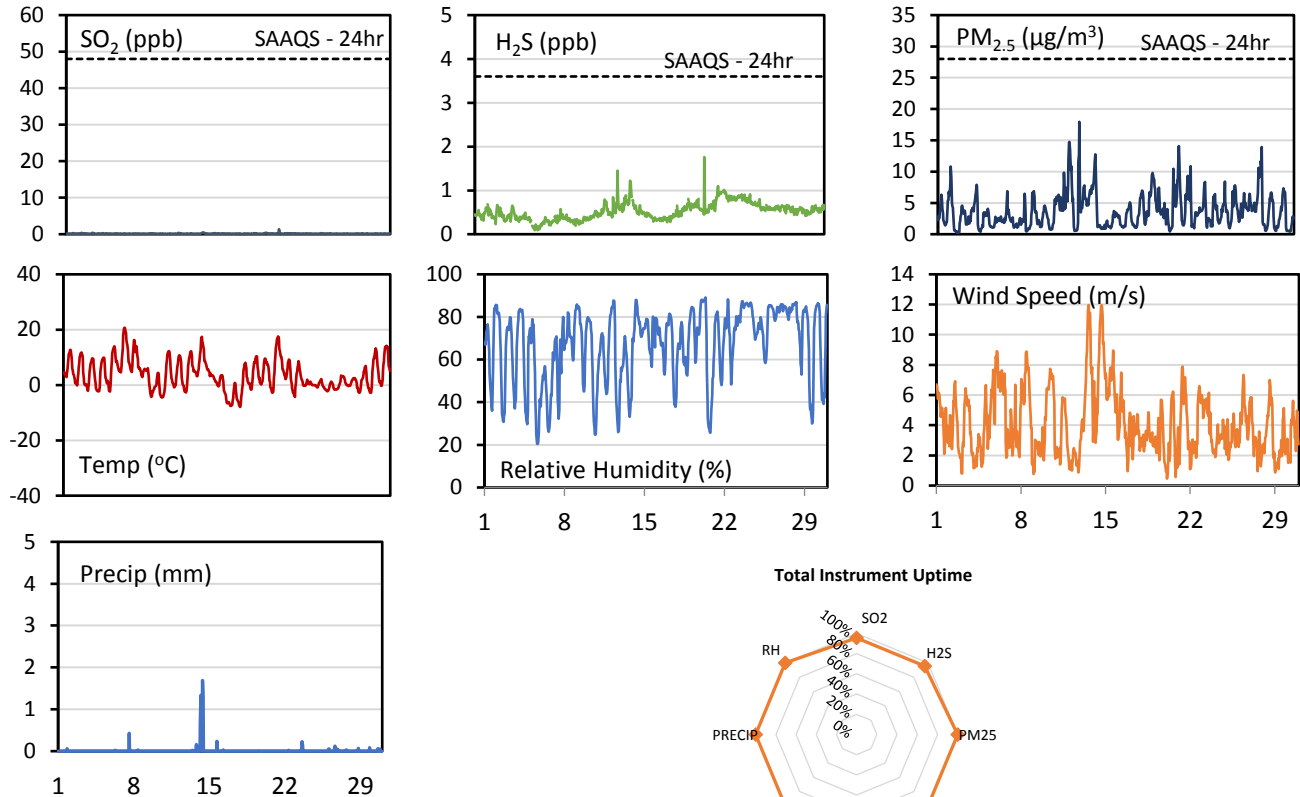 SO₂ (ppb)
SAAQS - 24hr
60
50
40
30
20
10
0
H₂S (ppb)
SAAQS - 24hr
5
4
3
2
1
0
PM₂.₅ (µg/m³)
SAAQS - 24hr
35
30
25
20
15
10
5
0
40
20
0
-20
-40
Temp (°C)
100
80
60
40
20
0
Relative Humidity (%)
1 8 15 22 29
Wind Speed (m/s)
14
12
10
8
6
4
2
0
1 8 15 22 29
Precip (mm)
5
4
3
2
1
0
1 8 15 22 29
Total Instrument Uptime
SO2
H2S
PM25
PRECIP
RH
100%
80%
60%
40%
20%
0%